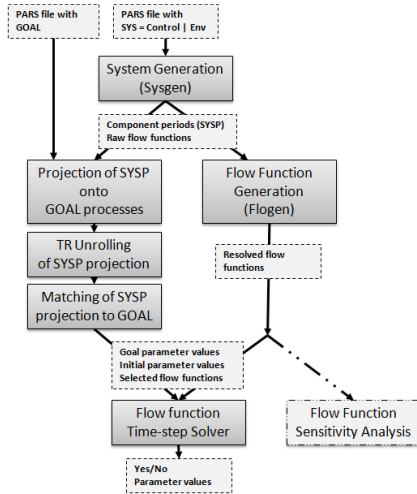 PARS file with
GOAL
PARS file with
SYS = Control | Env
System Generation
(Sysgen)
Component periods (SYSP)
Raw flow functions
Projection of SYSP
onto
GOAL processes
Flow Function
Generation
(Flogen)
TR Unrolling
of SYSP projection
Resolved flow
functions
Matching of SYSP
projection to GOAL
Goal parameter values
Initial parameter values
Selected flow functions
Flow function
Time-step Solver
Flow Function
Sensitivity Analysis
Yes/No
Parameter values